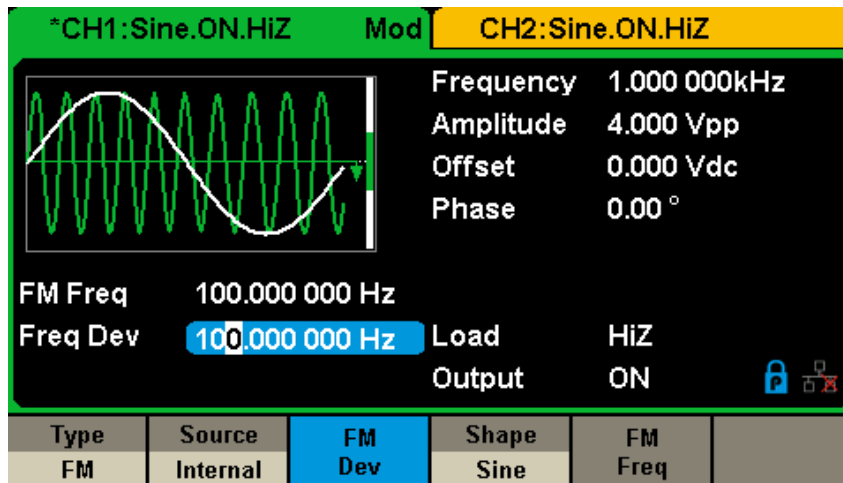 *CH1:Sine.ON.HiZ Mod CH2:Sine.ON.HiZ
Frequency 1.000 000kHz
Amplitude 4.000 Vpp
Offset 0.000 Vdc
Phase 0.00 °
FM Freq 100.000 000 Hz
Freq Dev 100.000 000 Hz
Load HiZ
Output ON
P
Type FM
Source Internal
FM Dev
Shape Sine
FM Freq